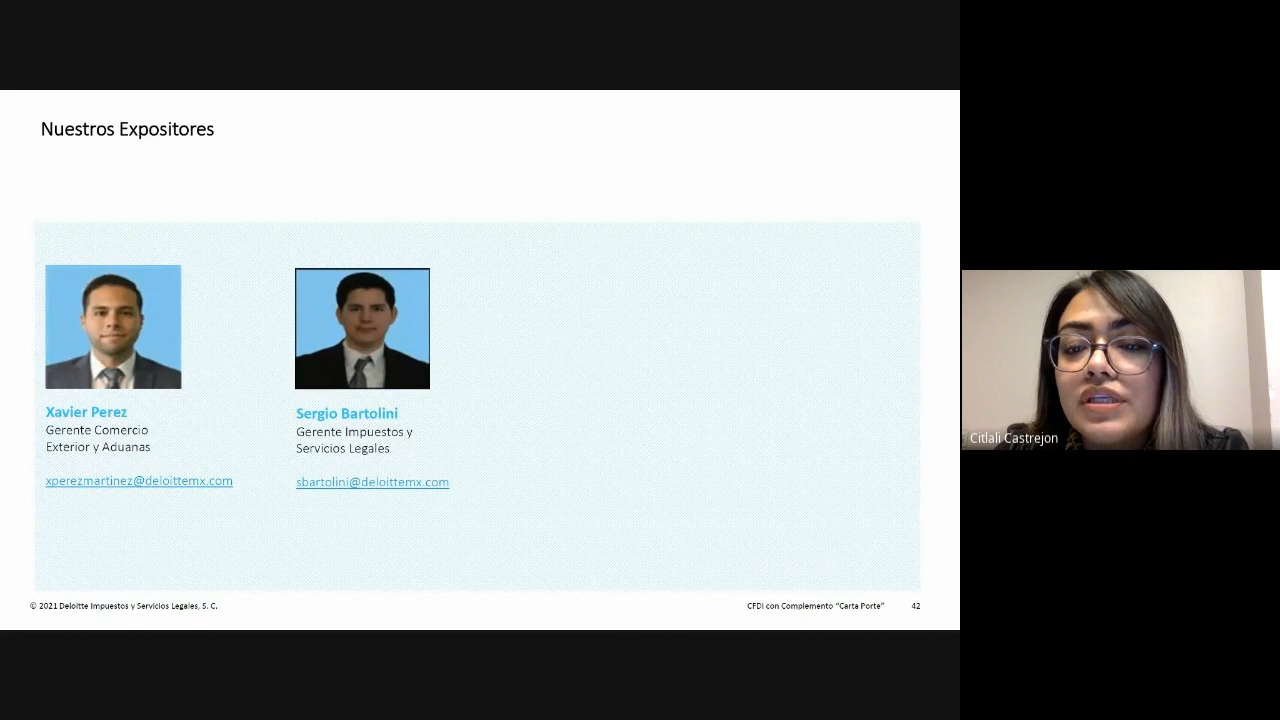 Nuestros Expositores
Xavier Perez
Gerente Comercio
Exterior y Aduanas
xperezmartinez@deloittemx.com
Sergio Bartolini
Gerente Impuestos y
Servicios Legales
sbartolini@deloittemx.com
© 2021 Deloitte Impuestos y Servicios Legales, S. C.
CFDI con Complemento “Carta Porte”
42
Citlali Castrejon